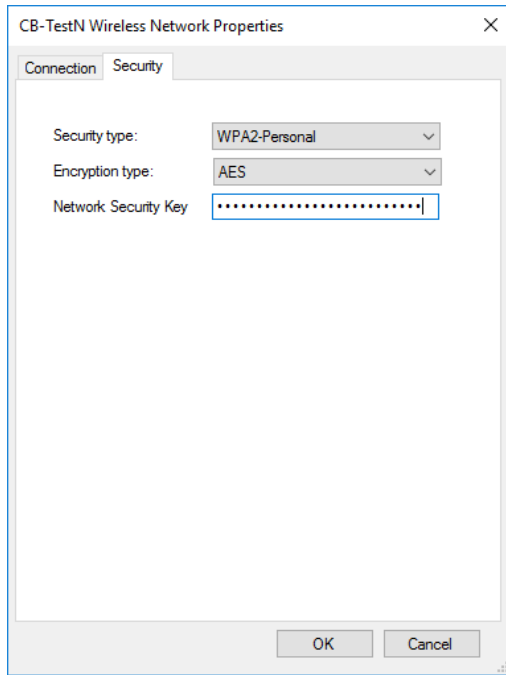 CB-TestN Wireless Network Properties
Connection Security
Security type: WPA2-Personal
Encryption type: AES
Network Security Key ••••••••••••••••••••••••••
OK Cancel